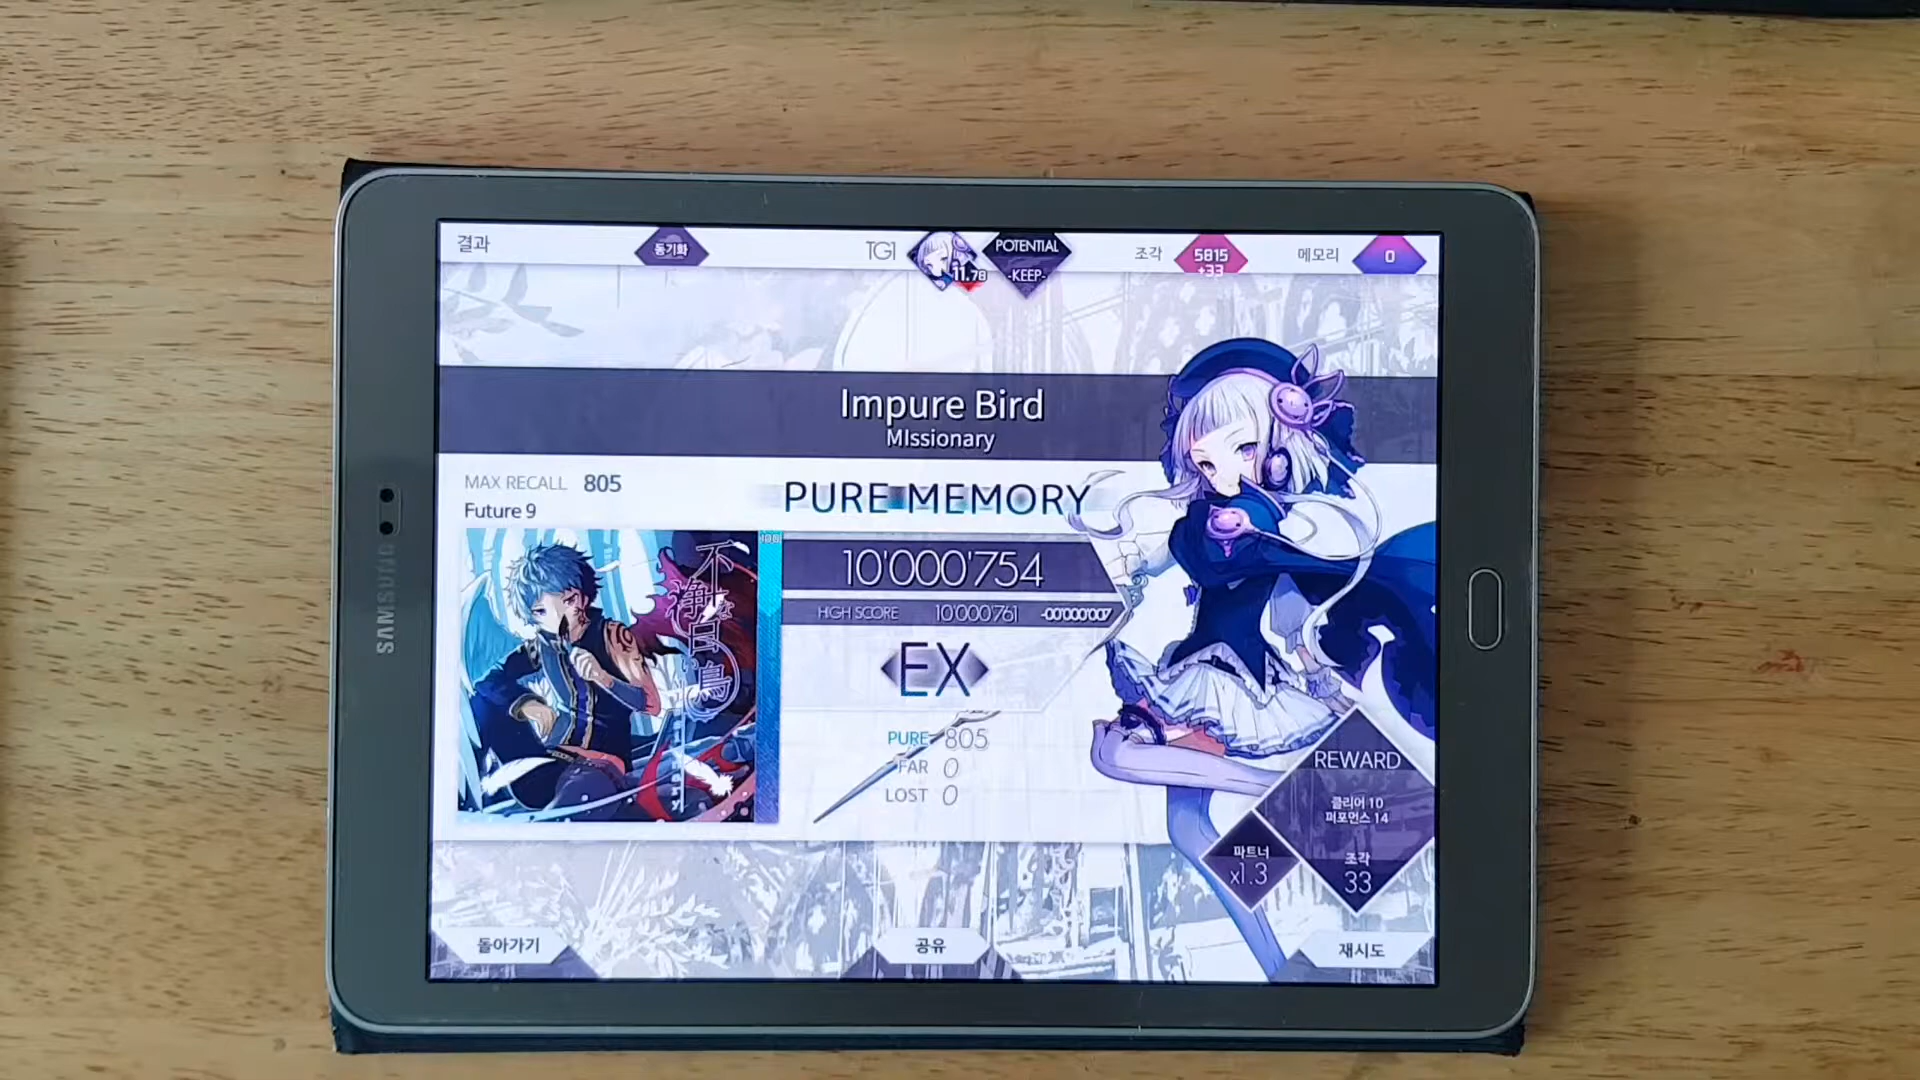 결과
동기화
TG1
11.78
POTENTIAL
-KEEP-
조각
5815
+33
메모리
0
Impure Bird
MIssionary
MAX RECALL 805
Future 9
PURE MEMORY
10'000'754
HIGH SCORE 10'000'761 -00'000'007
EX
PURE 805
FAR 0
LOST 0
REWARD
클리어 10
퍼포먼스 14
파트너
x1.3
조각
33
돌아가기
공유
재시도
SAMSUNG